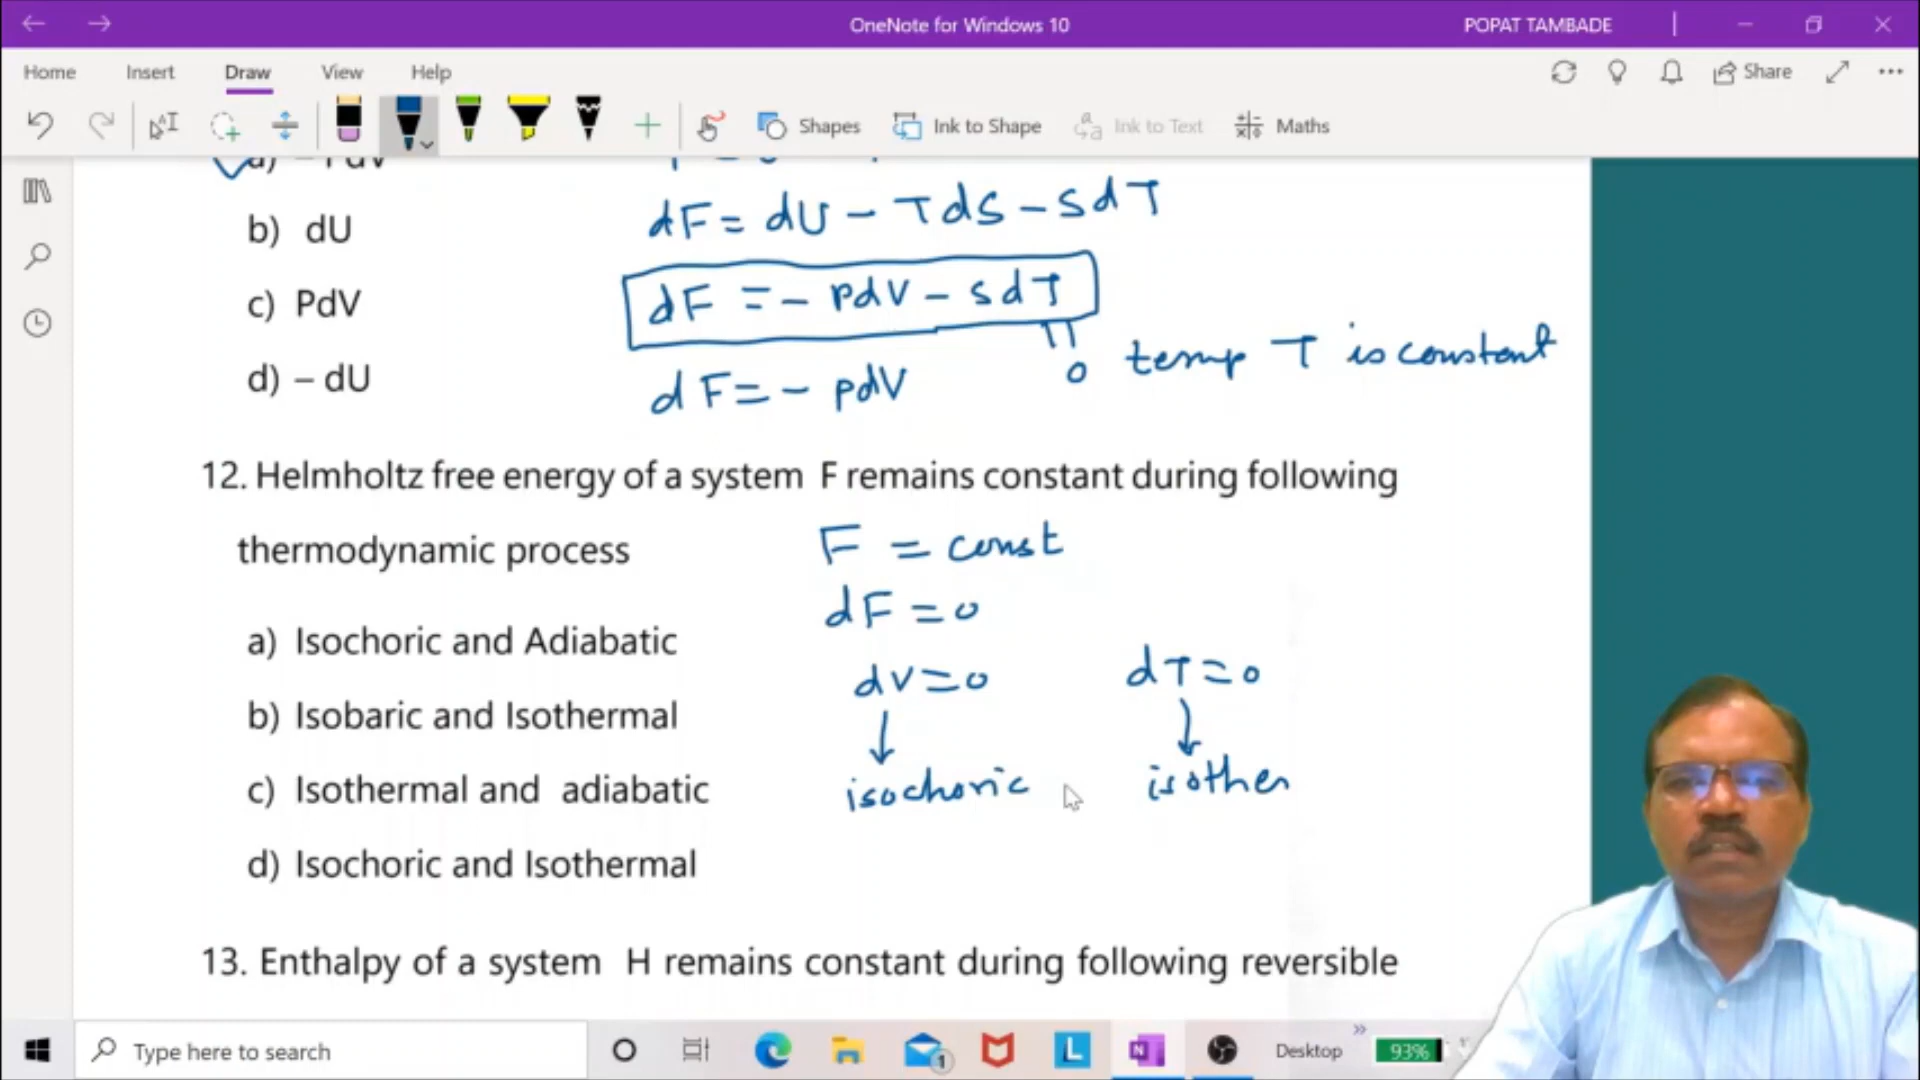 OneNote for Windows 10
POPAT TAMBADE
Home Insert Draw View Help
Share
Shapes Ink to Shape Ink to Text Maths
b) dU
c) PdV
d) – dU
dF = dU – TdS – SdT
dF = – pdV – sdT
0 temp T is constant
dF = – pdV
12. Helmholtz free energy of a system F remains constant during following
thermodynamic process
F = const
dF = 0
a) Isochoric and Adiabatic
b) Isobaric and Isothermal
c) Isothermal and adiabatic
d) Isochoric and Isothermal
dV = 0 dT = 0
isochoric isother
13. Enthalpy of a system H remains constant during following reversible
Type here to search
1
L
N
Desktop
93%